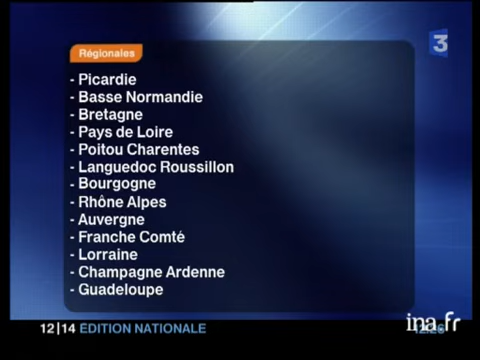 Régionales
3
- Picardie
- Basse Normandie
- Bretagne
- Pays de Loire
- Poitou Charentes
- Languedoc Roussillon
- Bourgogne
- Rhône Alpes
- Auvergne
- Franche Comté
- Lorraine
- Champagne Ardenne
- Guadeloupe
12|14 EDITION NATIONALE
ina.fr